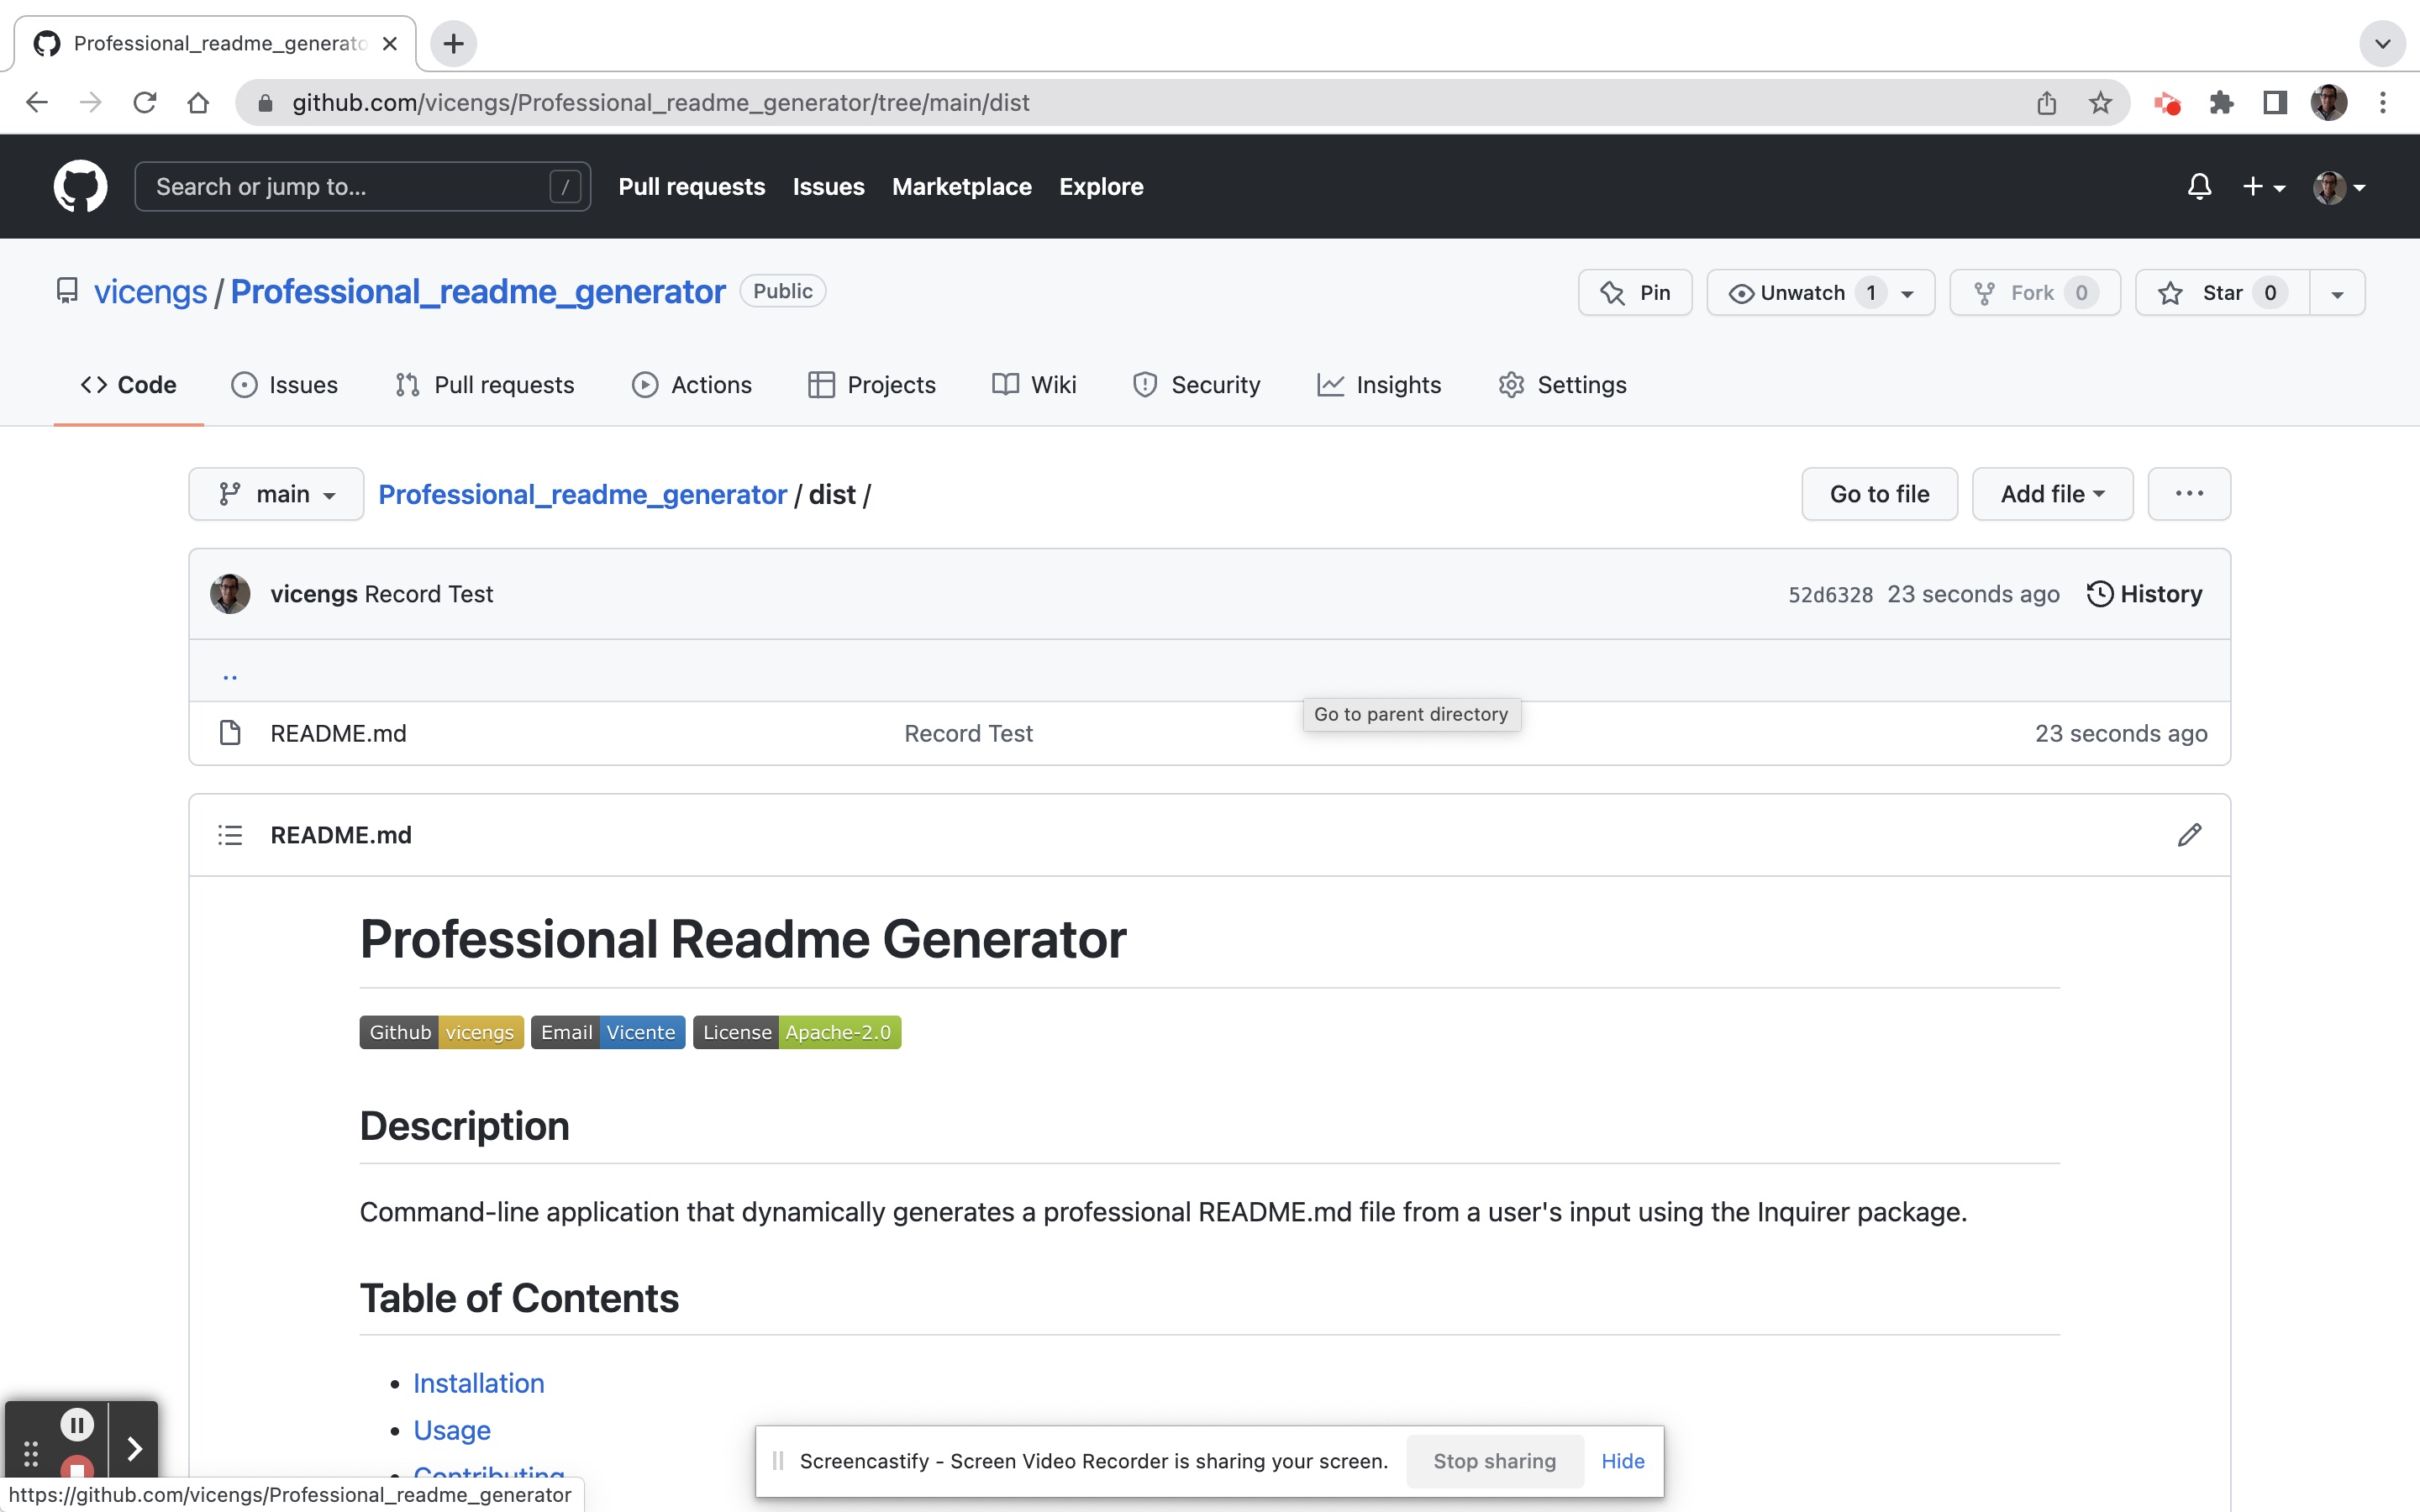 Professional_readme_generato
github.com/vicengs/Professional_readme_generator/tree/main/dist
Search or jump to... / Pull requests Issues Marketplace Explore
vicengs / Professional_readme_generator Public Pin Unwatch 1 Fork 0 Star 0
Code Issues Pull requests Actions Projects Wiki Security Insights Settings
main Professional_readme_generator / dist / Go to file Add file ...
vicengs Record Test 52d6328 23 seconds ago History
..
Go to parent directory
README.md Record Test 23 seconds ago
README.md
Professional Readme Generator
Github vicengs Email Vicente License Apache-2.0
Description
Command-line application that dynamically generates a professional README.md file from a user's input using the Inquirer package.
Table of Contents
• Installation
• Usage
• Contributing
Screencastify - Screen Video Recorder is sharing your screen. Stop sharing Hide
https://github.com/vicengs/Professional_readme_generator